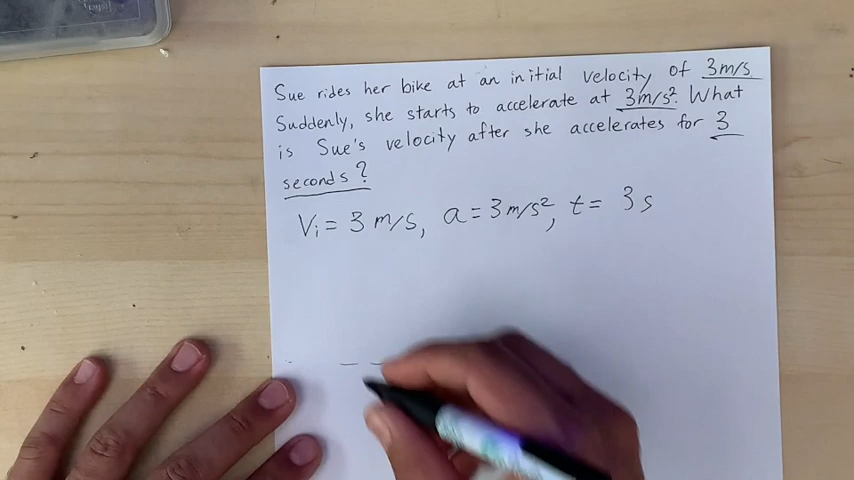 Sue rides her bike at an initial velocity of 3m/s
Suddenly, she starts to accelerate at 3m/s². What
is Sue's velocity after she accelerates for 3
seconds?
Vi = 3 m/s, a = 3 m/s², t = 3 s